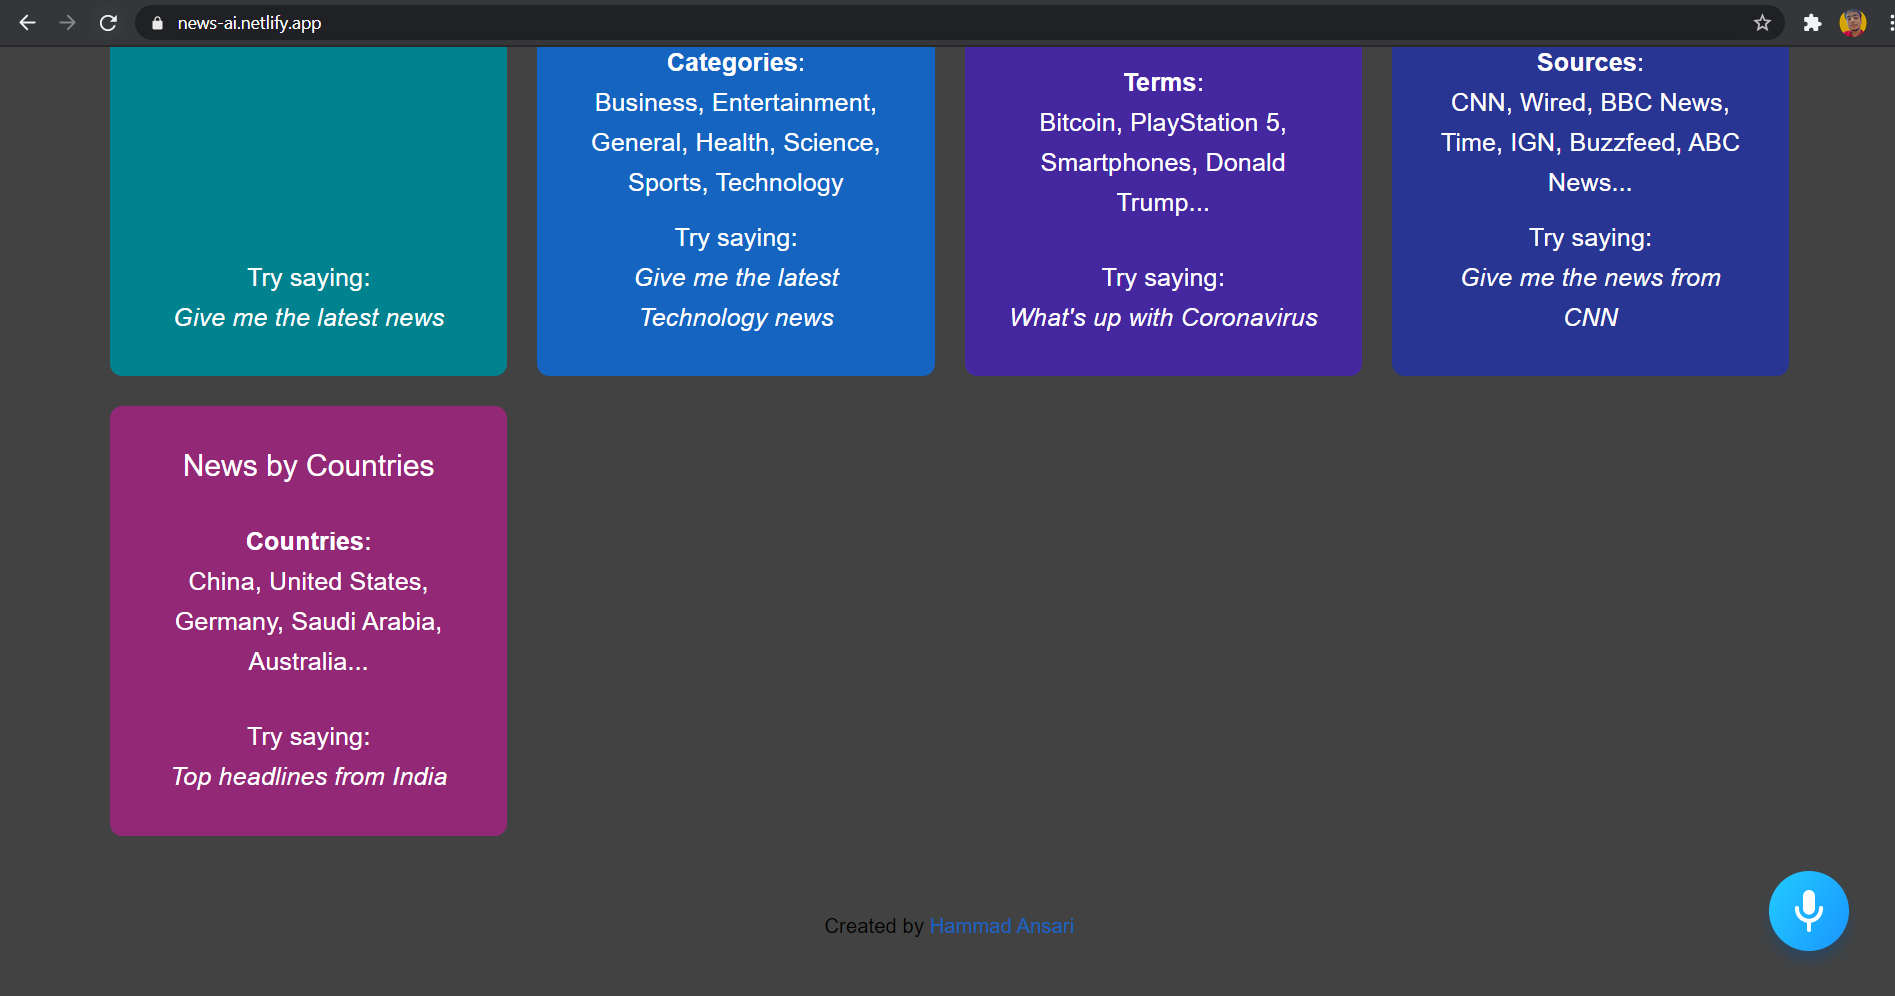 news-ai.netlify.app
Try saying:
Give me the latest news
Categories:
Business, Entertainment,
General, Health, Science,
Sports, Technology
Try saying:
Give me the latest
Technology news
Terms:
Bitcoin, PlayStation 5,
Smartphones, Donald
Trump...
Try saying:
What's up with Coronavirus
Sources:
CNN, Wired, BBC News,
Time, IGN, Buzzfeed, ABC
News...
Try saying:
Give me the news from
CNN
News by Countries
Countries:
China, United States,
Germany, Saudi Arabia,
Australia...
Try saying:
Top headlines from India
Created by Hammad Ansari